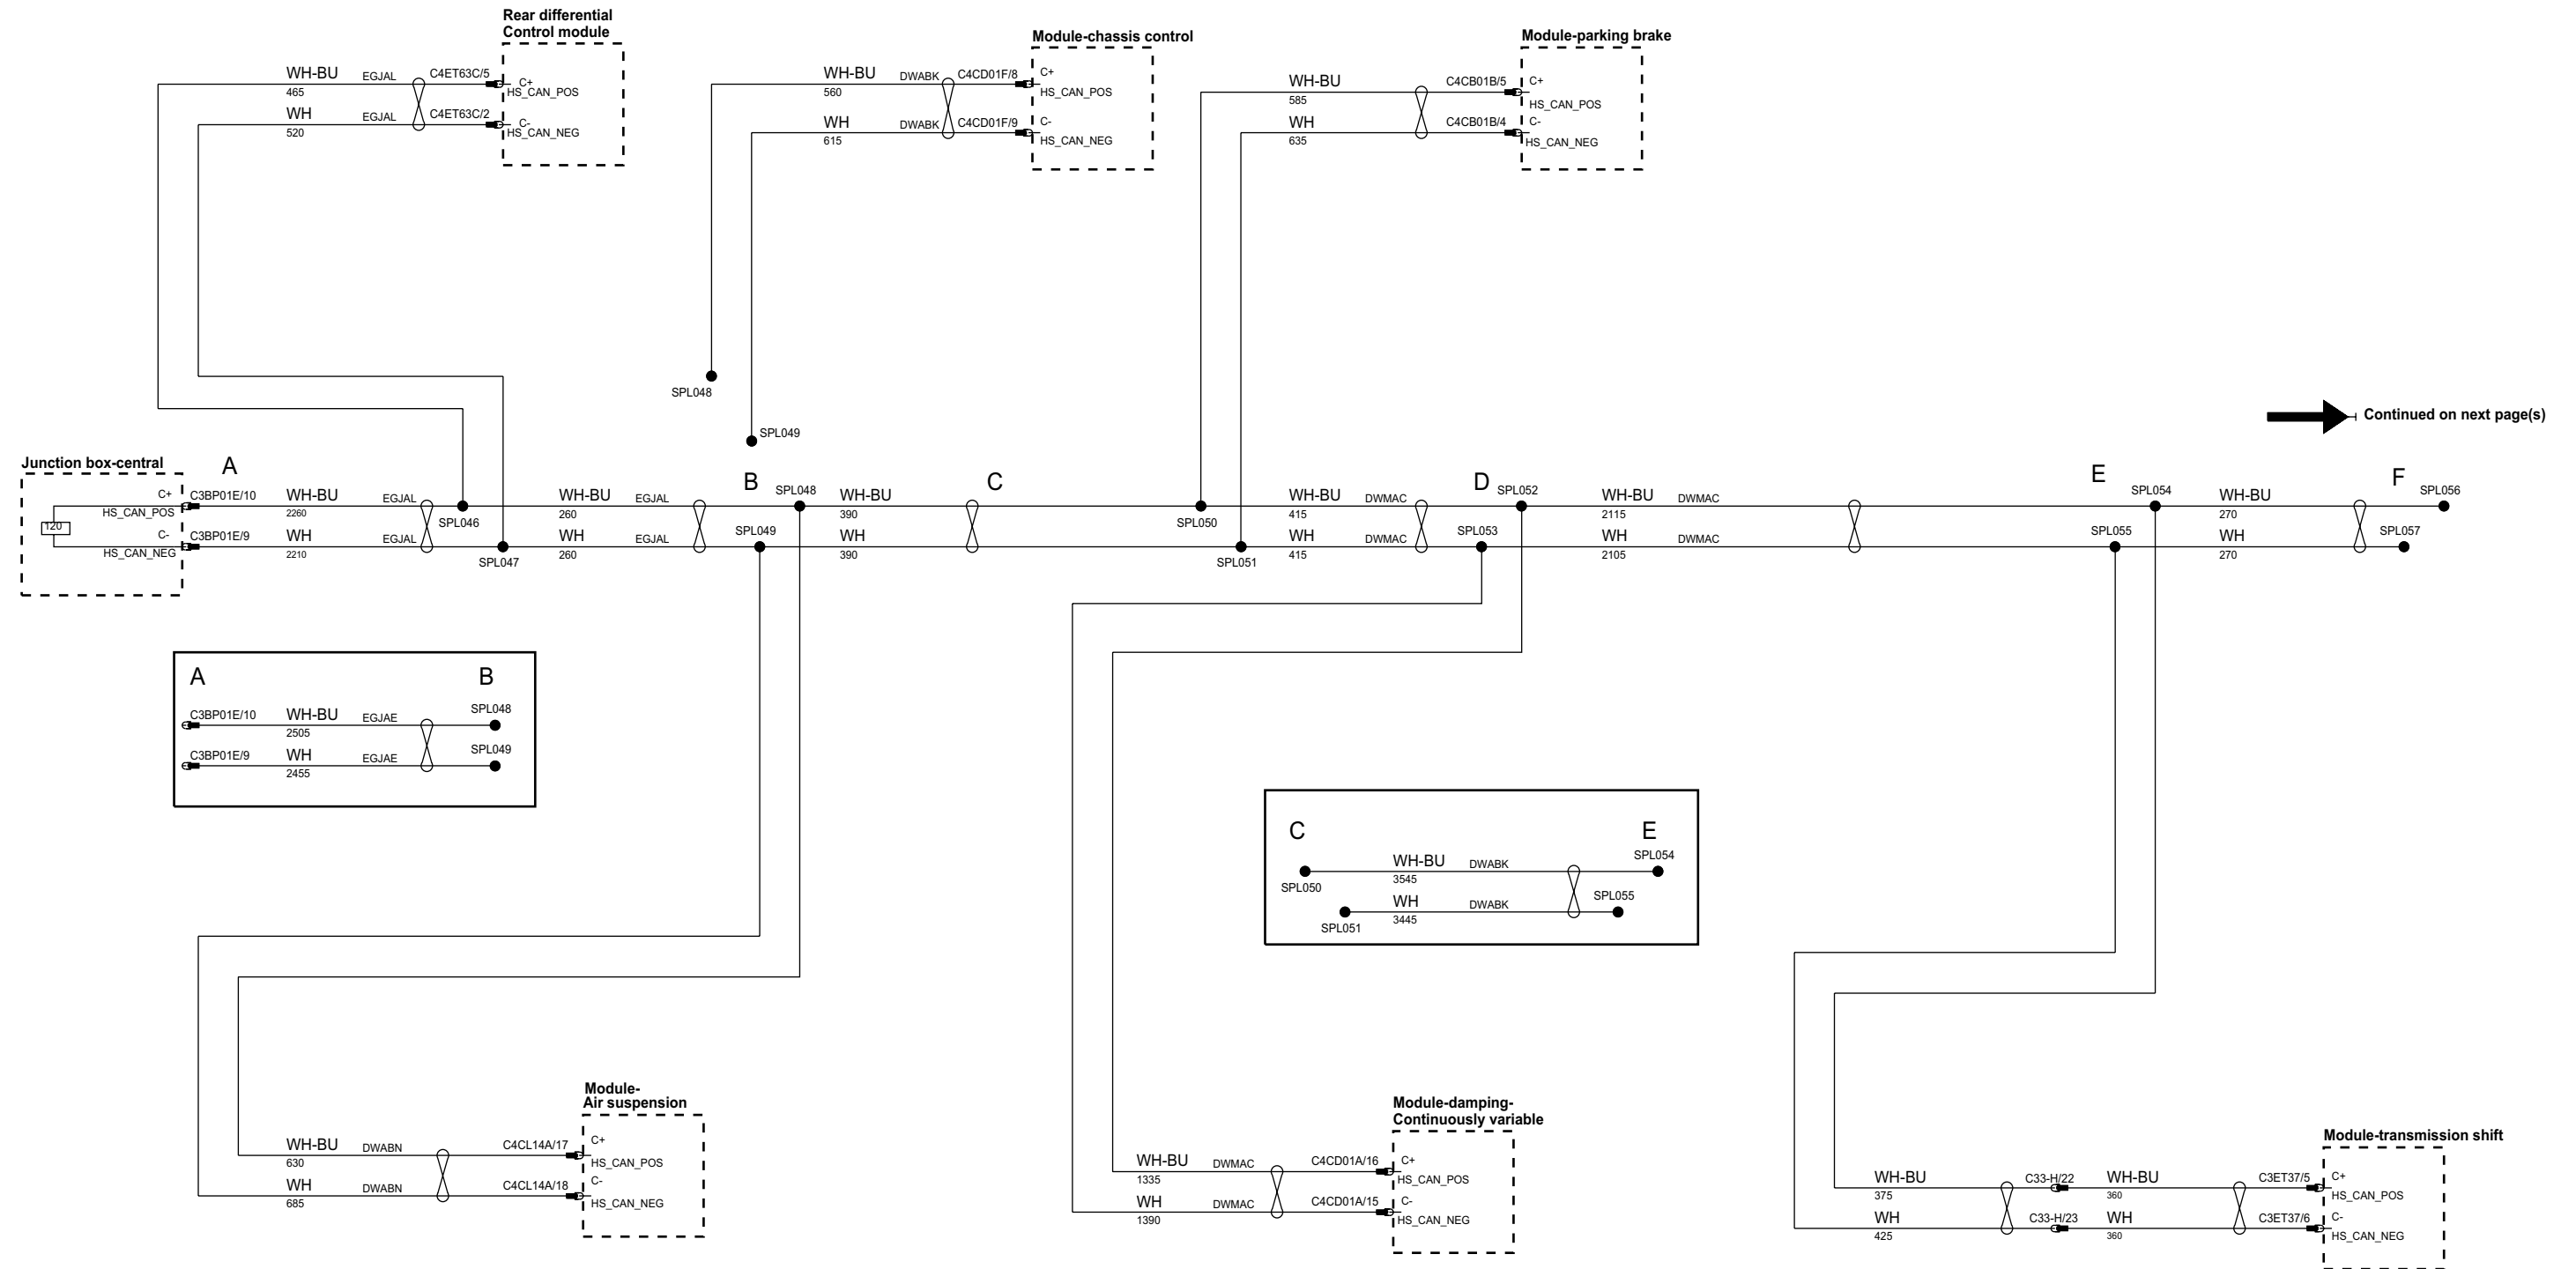 Rear differential
Control module
WH-BU EGJAL C4ET63C/5 C+
465 HS_CAN_POS
WH EGJAL C4ET63C/2 C-
520 HS_CAN_NEG
Module-chassis control
WH-BU DWABK C4CD01F/8 C+
560 HS_CAN_POS
WH DWABK C4CD01F/9 C-
615 HS_CAN_NEG
Module-parking brake
WH-BU C4CB01B/5 C+
585 HS_CAN_POS
WH C4CB01B/4 C-
635 HS_CAN_NEG
SPL048
SPL049
Continued on next page(s)
Junction box-central
A B C D E F
C+ C3BP01E/10 WH-BU EGJAL WH-BU EGJAL SPL048 WH-BU WH-BU DWMAC SPL052 WH-BU DWMAC SPL054 WH-BU SPL056
HS_CAN_POS 2260 SPL046 260 390 SPL050 415 2115 270
120
C- C3BP01E/9 WH EGJAL WH EGJAL SPL049 WH WH DWMAC SPL053 WH DWMAC SPL055 WH SPL057
HS_CAN_NEG 2210 SPL047 260 390 SPL051 415 2105 270
A B
C3BP01E/10 WH-BU EGJAE SPL048
2505
C3BP01E/9 WH EGJAE SPL049
2455
C E
WH-BU DWABK SPL054
SPL050 3545
WH DWABK SPL055
SPL051 3445
Module-
Air suspension
WH-BU DWABN C4CL14A/17 C+
630 HS_CAN_POS
WH DWABN C4CL14A/18 C-
685 HS_CAN_NEG
Module-damping-
Continuously variable
WH-BU DWMAC C4CD01A/16 C+
1335 HS_CAN_POS
WH DWMAC C4CD01A/15 C-
1390 HS_CAN_NEG
Module-transmission shift
WH-BU C33-H/22 WH-BU C3ET37/5 C+
375 360 HS_CAN_POS
WH C33-H/23 WH C3ET37/6 C-
425 360 HS_CAN_NEG